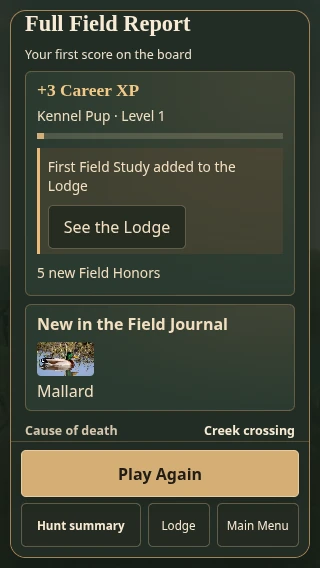 Full Field Report
Your first score on the board
+3 Career XP
Kennel Pup · Level 1
First Field Study added to the
Lodge
See the Lodge
5 new Field Honors
New in the Field Journal
Mallard
Cause of death Creek crossing
Play Again
Hunt summary Lodge Main Menu